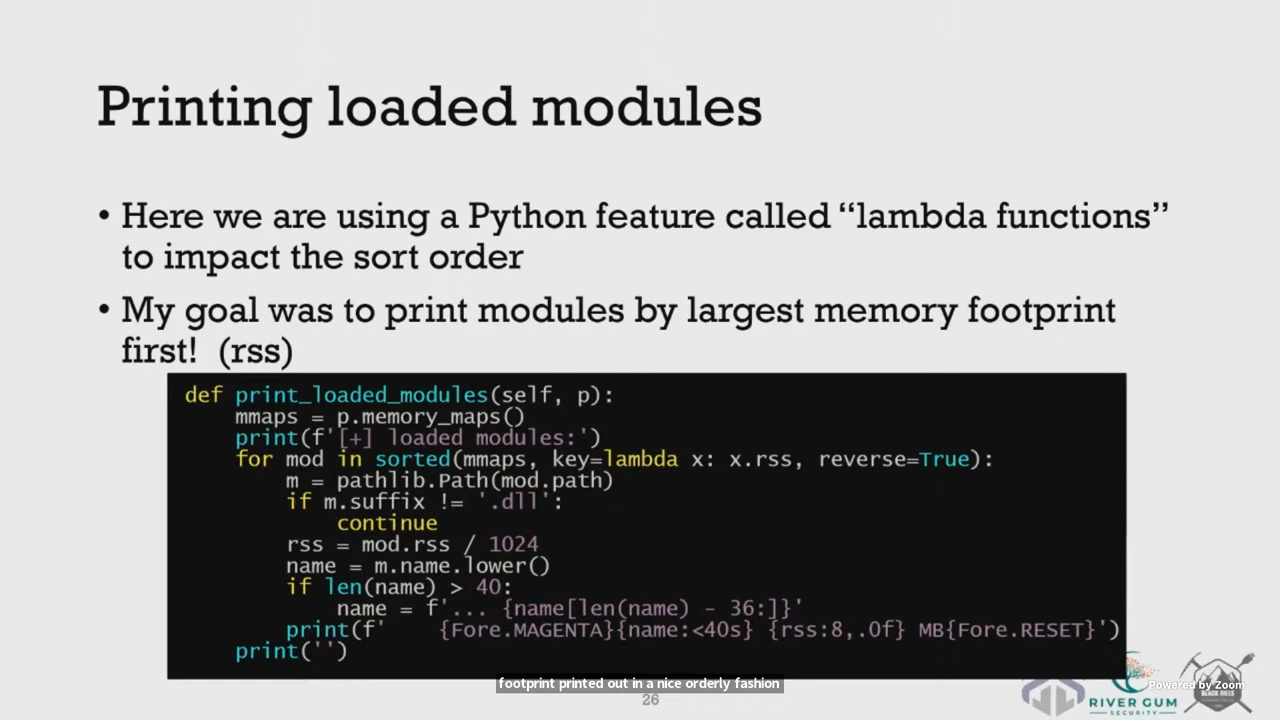 Printing loaded modules
• Here we are using a Python feature called “lambda functions”
to impact the sort order
• My goal was to print modules by largest memory footprint
first!  (rss)
def print_loaded_modules(self, p):
    mmaps = p.memory_maps()
    print(f'[+] loaded modules:')
    for mod in sorted(mmaps, key=lambda x: x.rss, reverse=True):
        m = pathlib.Path(mod.path)
        if m.suffix != '.dll':
            continue
        rss = mod.rss / 1024
        name = m.name.lower()
        if len(name) > 40:
            name = f'... {name[len(name) - 36:]}'
        print(f'    {Fore.MAGENTA}{name:<40s} {rss:8,.0f} MB{Fore.RESET}')
    print('')
footprint printed out in a nice orderly fashion
26
Powered by Zoom
RIVER GUM
SECURITY
BLACK HILLS